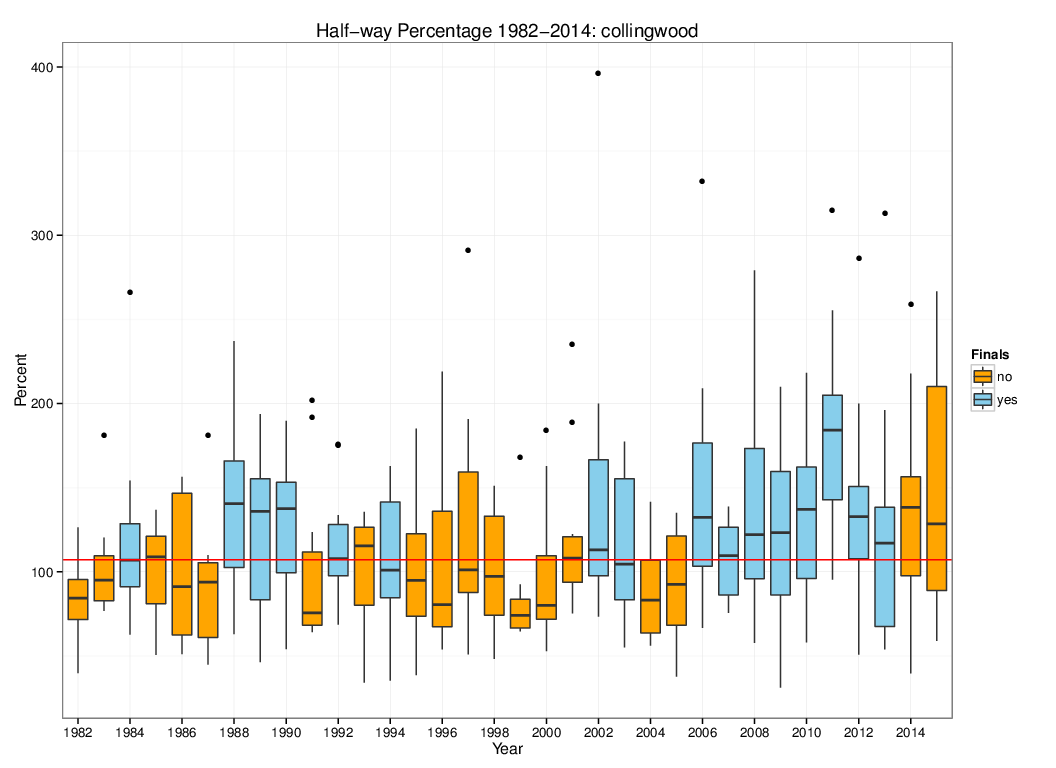 Half−way Percentage 1982−2014: collingwood
400
300
200
100
Percent
1982 1984 1986 1988 1990 1992 1994 1996 1998 2000 2002 2004 2006 2008 2010 2012 2014
Year
Finals
no
yes